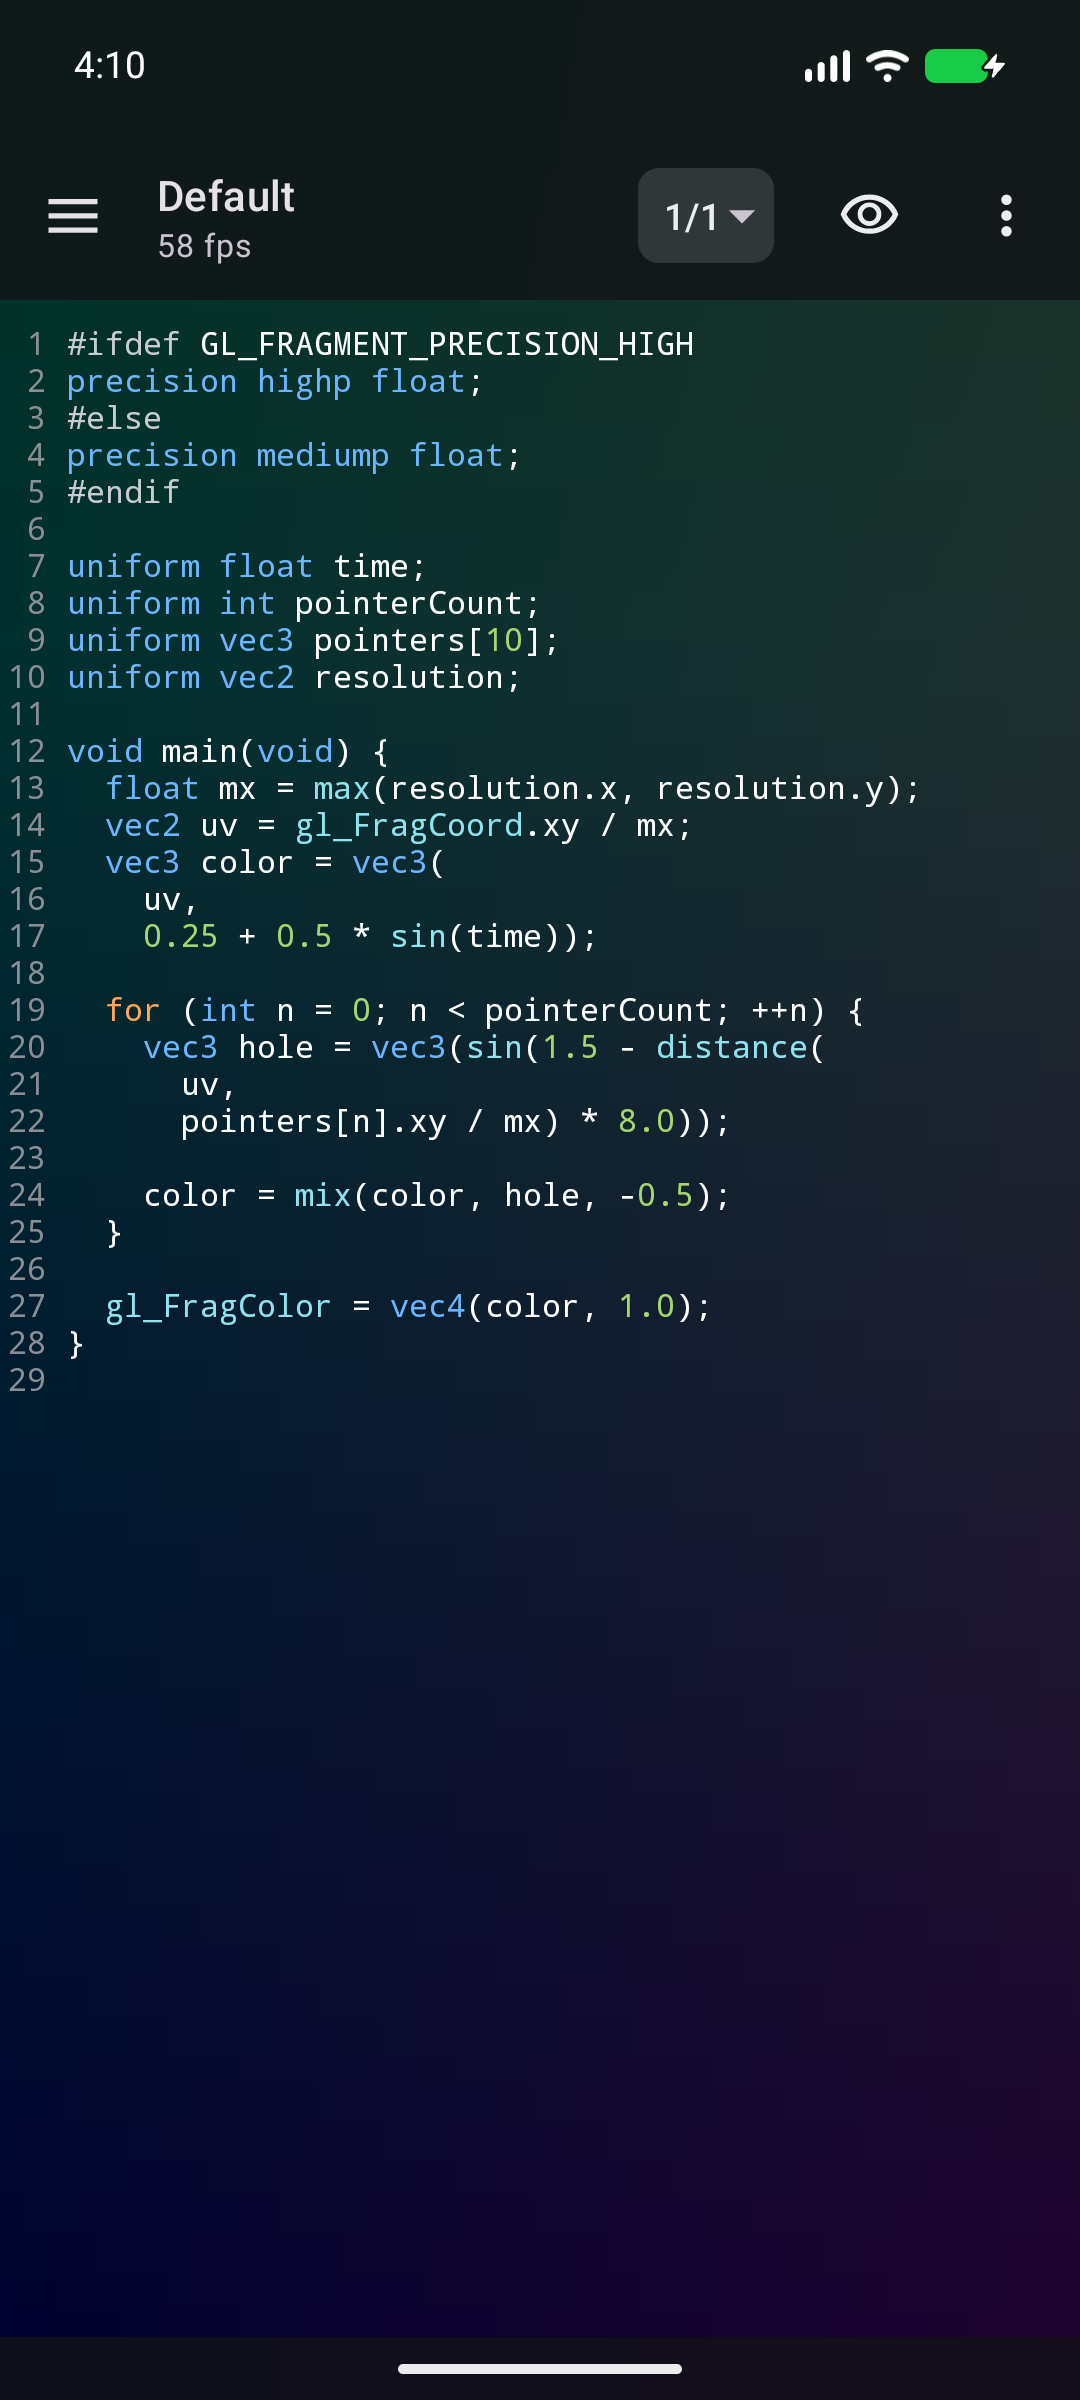 4:10
Default
58 fps
1/1
1 #ifdef GL_FRAGMENT_PRECISION_HIGH
2 precision highp float;
3 #else
4 precision mediump float;
5 #endif
6
7 uniform float time;
8 uniform int pointerCount;
9 uniform vec3 pointers[10];
10 uniform vec2 resolution;
11
12 void main(void) {
13   float mx = max(resolution.x, resolution.y);
14   vec2 uv = gl_FragCoord.xy / mx;
15   vec3 color = vec3(
16     uv,
17     0.25 + 0.5 * sin(time));
18
19   for (int n = 0; n < pointerCount; ++n) {
20     vec3 hole = vec3(sin(1.5 - distance(
21       uv,
22       pointers[n].xy / mx) * 8.0));
23
24     color = mix(color, hole, -0.5);
25   }
26
27   gl_FragColor = vec4(color, 1.0);
28 }
29